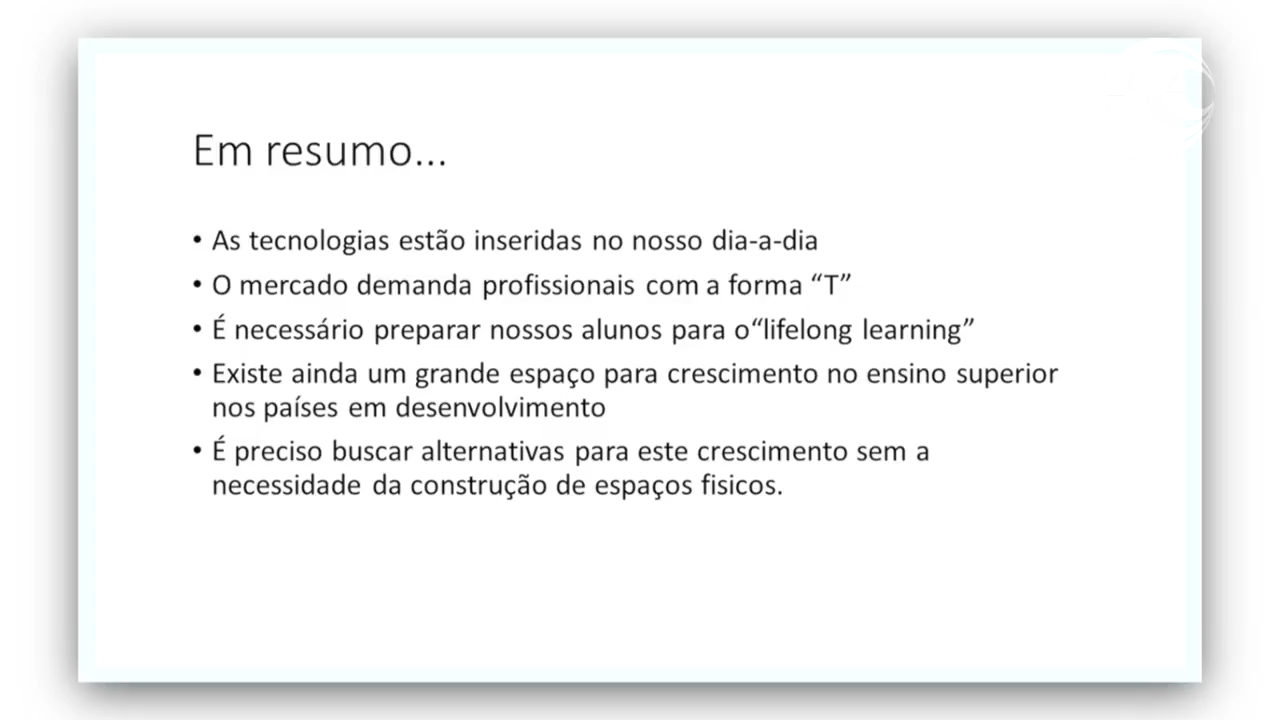 Em resumo...
• As tecnologias estão inseridas no nosso dia-a-dia
• O mercado demanda profissionais com a forma “T”
• É necessário preparar nossos alunos para o“lifelong learning”
• Existe ainda um grande espaço para crescimento no ensino superior
nos países em desenvolvimento
• É preciso buscar alternativas para este crescimento sem a
necessidade da construção de espaços fisicos.